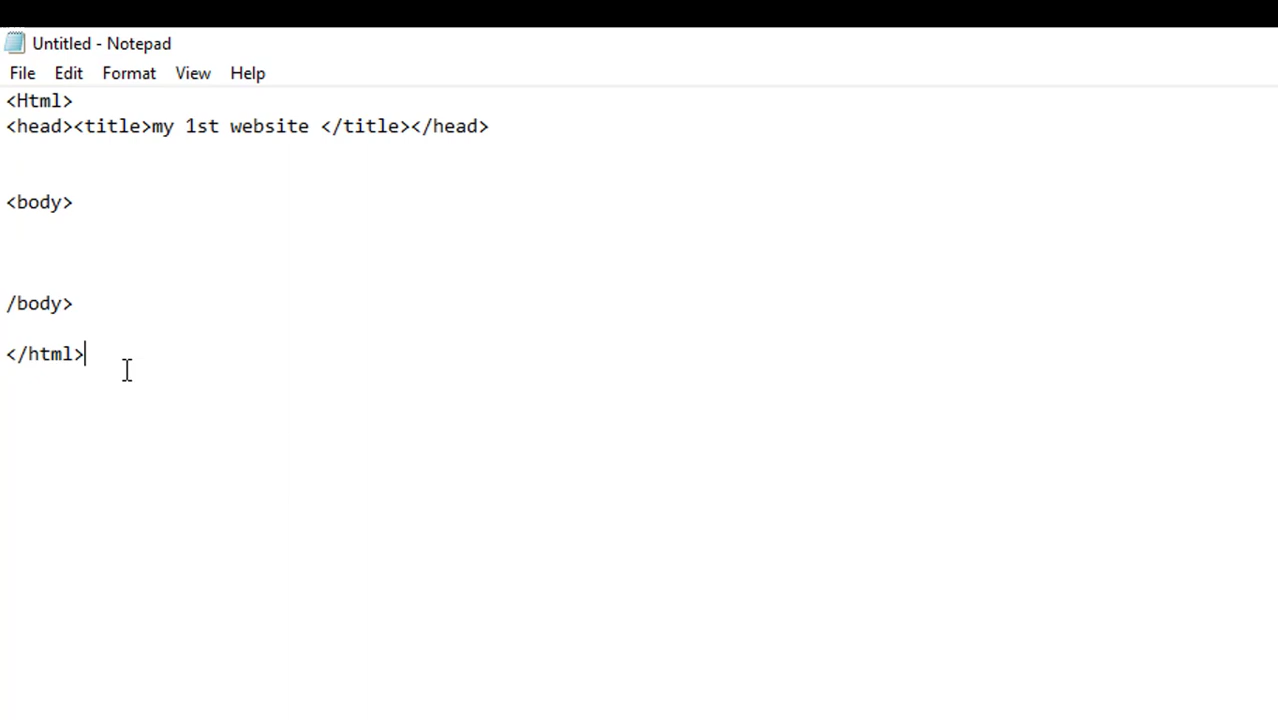 Untitled - Notepad
File Edit Format View Help
<Html>
<head><title>my 1st website </title></head>
<body>
/body>
</html>